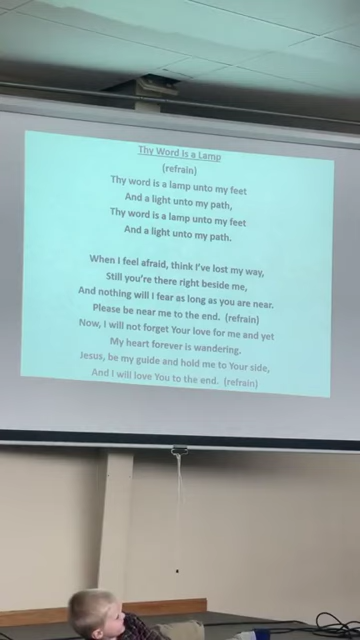 Thy Word Is a Lamp
(refrain)
Thy word is a lamp unto my feet
And a light unto my path,
Thy word is a lamp unto my feet
And a light unto my path.
When I feel afraid, think I've lost my way,
Still you're there right beside me,
And nothing will I fear as long as you are near.
Please be near me to the end. (refrain)
Now, I will not forget Your love for me and yet
My heart forever is wandering.
Jesus, be my guide and hold me to Your side,
And I will love You to the end. (refrain)